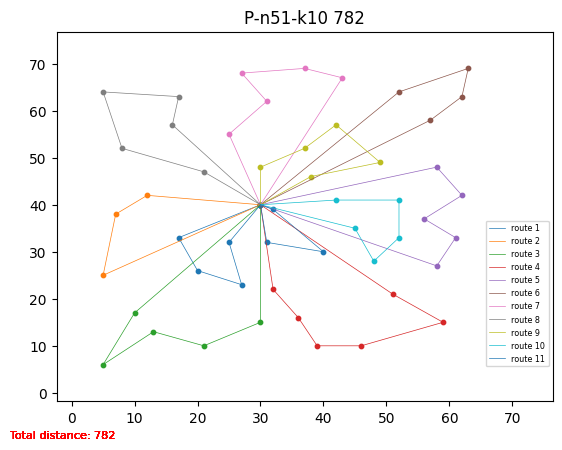 P-n51-k10 782
70
60
50
40
30
20
10
0
0 10 20 30 40 50 60 70
route 1
route 2
route 3
route 4
route 5
route 6
route 7
route 8
route 9
route 10
route 11
Total distance: 782